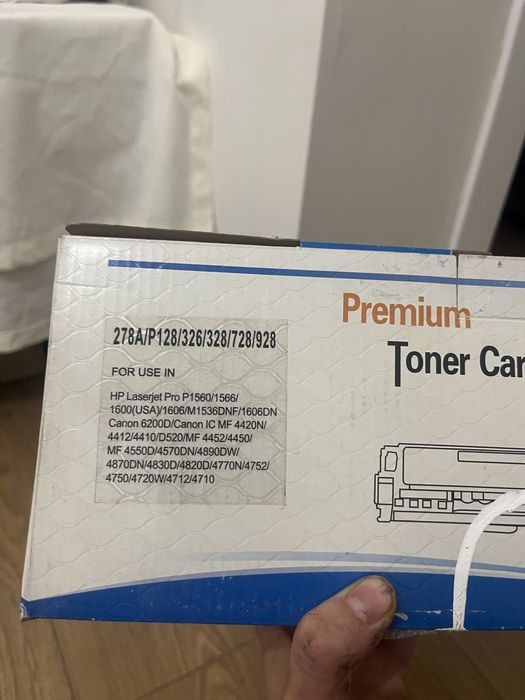 Premium
Toner Car
278A/P128/326/328/728/928
FOR USE IN
HP Laserjet Pro P1560/1566/
1600(USA)/1606/M1536DNF/1606DN
Canon 6200D/Canon IC MF 4420N/
4412/4410/D520/MF 4452/4450/
MF 4550D/4570DN/4890DW/
4870DN/4830D/4820D/4770N/4752/
4750/4720W/4712/4710